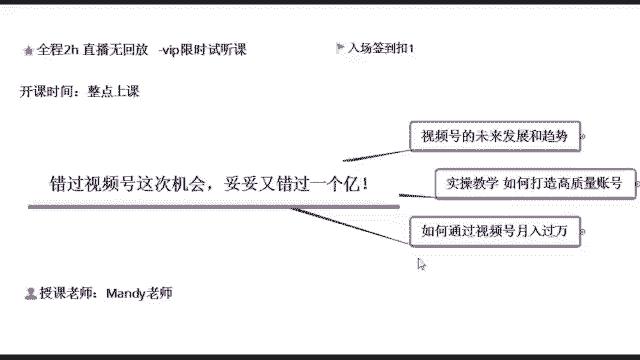 全程2h 直播无回放 -vip限时试听课
入场签到扣1
开课时间：整点上课
视频号的未来发展和趋势
错过视频号这次机会，妥妥又错过一个亿！
实操教学 如何打造高质量账号
如何通过视频号月入过万
授课老师：Mandy老师